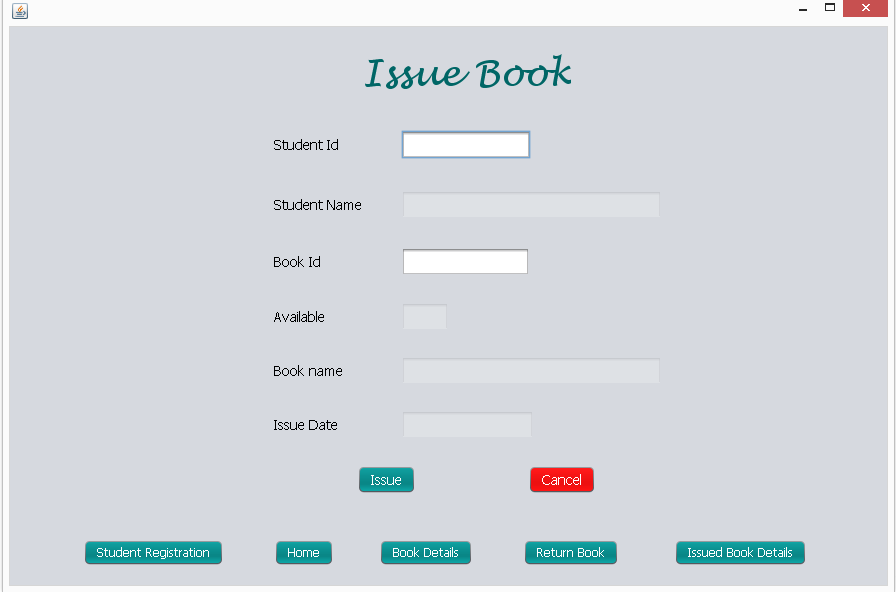 Issue Book
Student Id
Student Name
Book Id
Available
Book name
Issue Date
Issue Cancel
Student Registration Home Book Details Return Book Issued Book Details